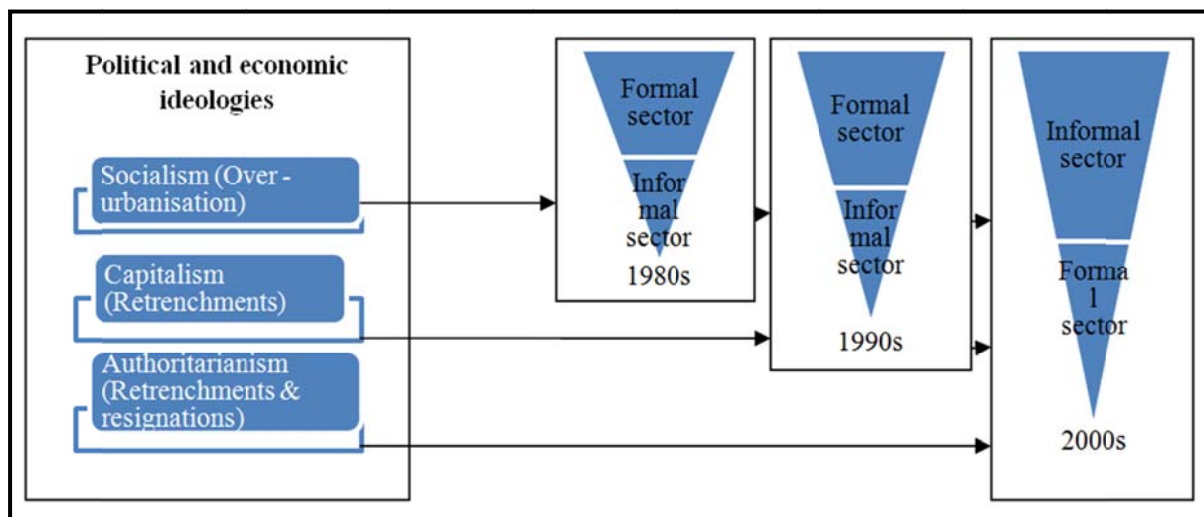 Political and economic
ideologies
Socialism (Over -
urbanisation)
Capitalism
(Retrenchments)
Authoritarianism
(Retrenchments &
resignations)
Formal
sector
Infor
mal
sector
1980s
Formal
sector
Infor
mal
sector
1990s
Informal
sector
Forma
l
sector
2000s